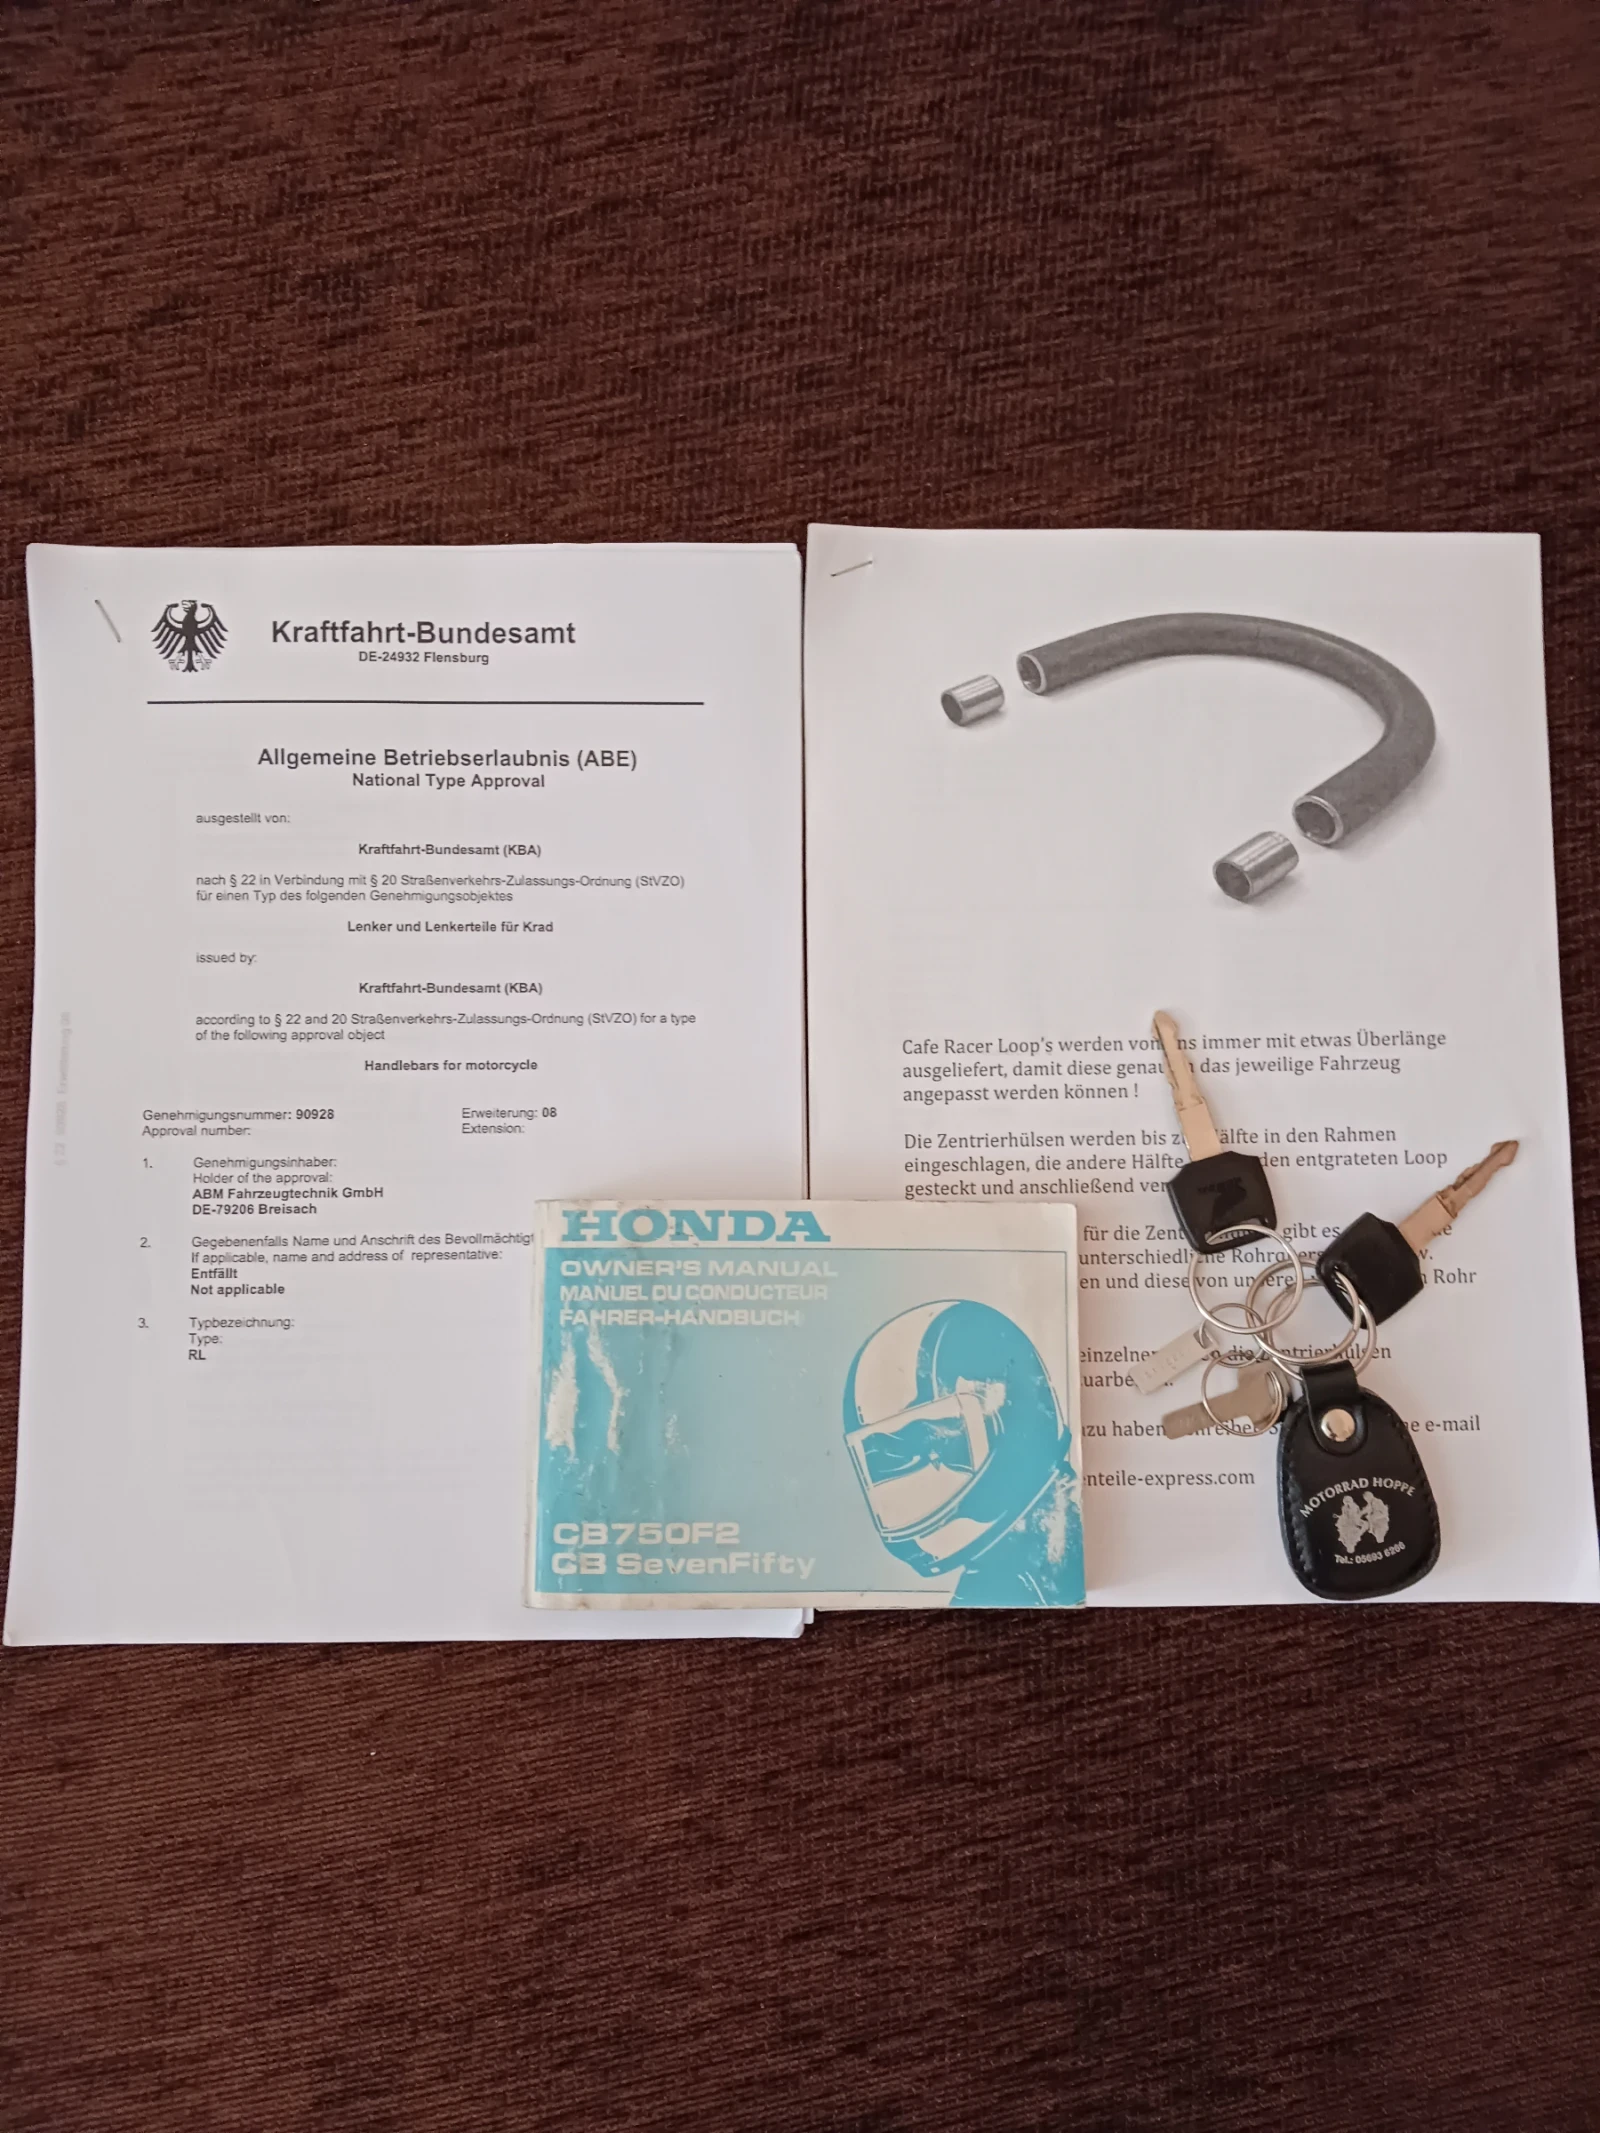 Kraftfahrt-Bundesamt
DE-24932 Flensburg
Allgemeine Betriebserlaubnis (ABE)
National Type Approval
ausgestellt von:
Kraftfahrt-Bundesamt (KBA)
nach § 22 in Verbindung mit § 20 Straßenverkehrs-Zulassungs-Ordnung (StVZO)
für einen Typ des folgenden Genehmigungsobjektes
Lenker und Lenkerteile für Krad
issued by:
Kraftfahrt-Bundesamt (KBA)
according to § 22 and 20 Straßenverkehrs-Zulassungs-Ordnung (StVZO) for a type
of the following approval object
Handlebars for motorcycle
Genehmigungsnummer: 90928 Erweiterung: 08
Approval number: Extension:
1. Genehmigungsinhaber:
Holder of the approval:
ABM Fahrzeugtechnik GmbH
DE-79206 Breisach
2. Gegebenenfalls Name und Anschrift des Bevollmächtigt
If applicable, name and address of representative:
Entfällt
Not applicable
3. Typbezeichnung:
Type:
RL
Cafe Racer Loop's werden von immer mit etwas Überlänge
ausgeliefert, damit diese genau das jeweilige Fahrzeug
angepasst werden können !
Die Zentrierhülsen werden bis in den Rahmen
eingeschlagen, die andere Hälfte den entgrateten Loop
gesteckt und anschließend
für die gibt es
und diese von Rohr
e-mail
nteile-express.com
HONDA
OWNER'S MANUAL
MANUEL DU CONDUCTEUR
FAHRER-HANDBUCH
CB750F2
CB SevenFifty
MOTORRAD HOPPE
Tel.: 05693 6200